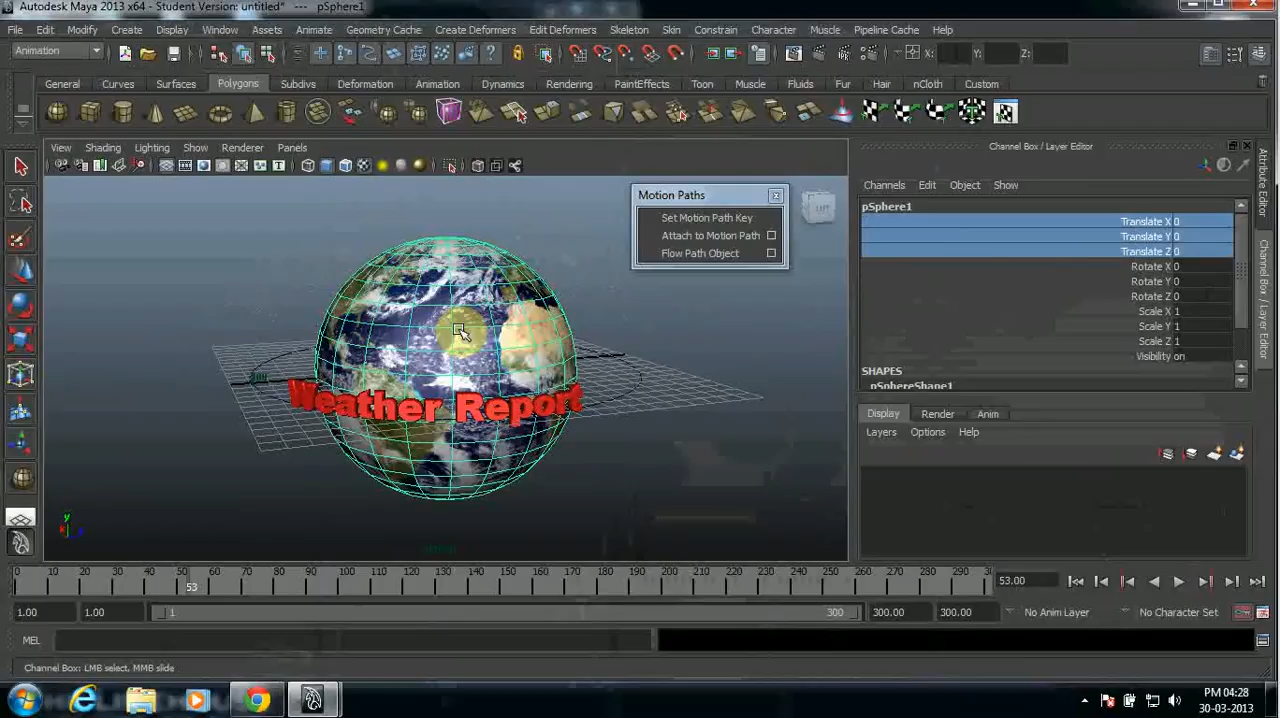 Autodesk Maya 2013 x64 - Student Version: untitled* --- pSphere1
File Edit Modify Create Display Window Assets Animate Geometry Cache Create Deformers Edit Deformers Skeleton Skin Constrain Character Muscle Pipeline Cache Help
Animation X: Y: Z:
General Curves Surfaces Polygons Subdivs Deformation Animation Dynamics Rendering PaintEffects Toon Muscle Fluids Fur Hair nCloth Custom
View Shading Lighting Show Renderer Panels
Channel Box / Layer Editor
Channels Edit Object Show
pSphere1
Translate X 0
Translate Y 0
Translate Z 0
Rotate X 0
Rotate Y 0
Rotate Z 0
Scale X 1
Scale Y 1
Scale Z 1
Visibility on
SHAPES
pSphereShape1
Display Render Anim
Layers Options Help
Attribute Editor
Channel Box / Layer Editor
Motion Paths
Set Motion Path Key
Attach to Motion Path
Flow Path Object
LEFT
Weather Report
y
0 10 20 30 40 50 60 70 80 90 100 110 120 130 140 150 160 170 180 190 200 210 220 230 240 250 260 270 280 290
53
53.00
1.00 1.00 1 300 300.00 300.00 No Anim Layer No Character Set
MEL
Channel Box: LMB select, MMB slide
PM 04:28
30-03-2013